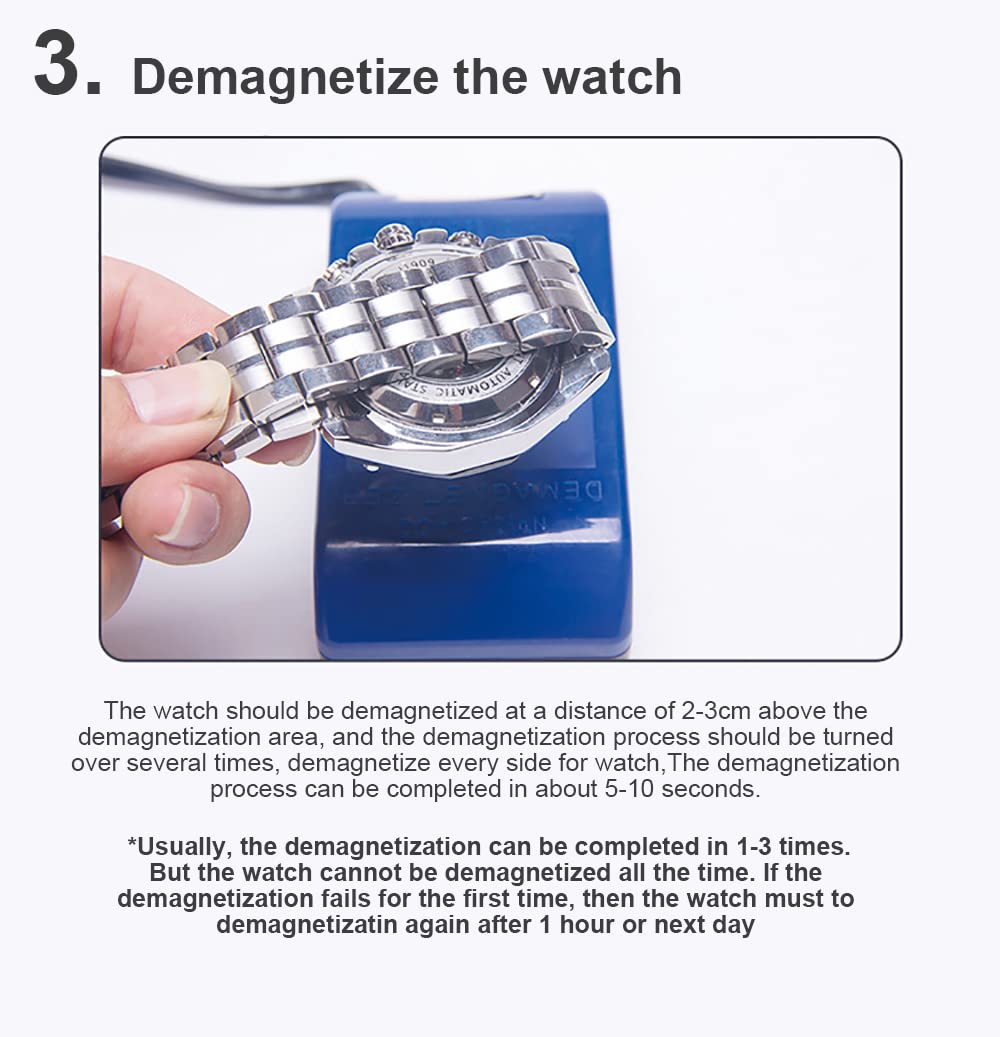 3. Demagnetize the watch
11909
AUTOMATIC STA
DEMAGNET
The watch should be demagnetized at a distance of 2-3cm above the
demagnetization area, and the demagnetization process should be turned
over several times, demagnetize every side for watch,The demagnetization
process can be completed in about 5-10 seconds.
*Usually, the demagnetization can be completed in 1-3 times.
But the watch cannot be demagnetized all the time. If the
demagnetization fails for the first time, then the watch must to
demagnetizatin again after 1 hour or next day